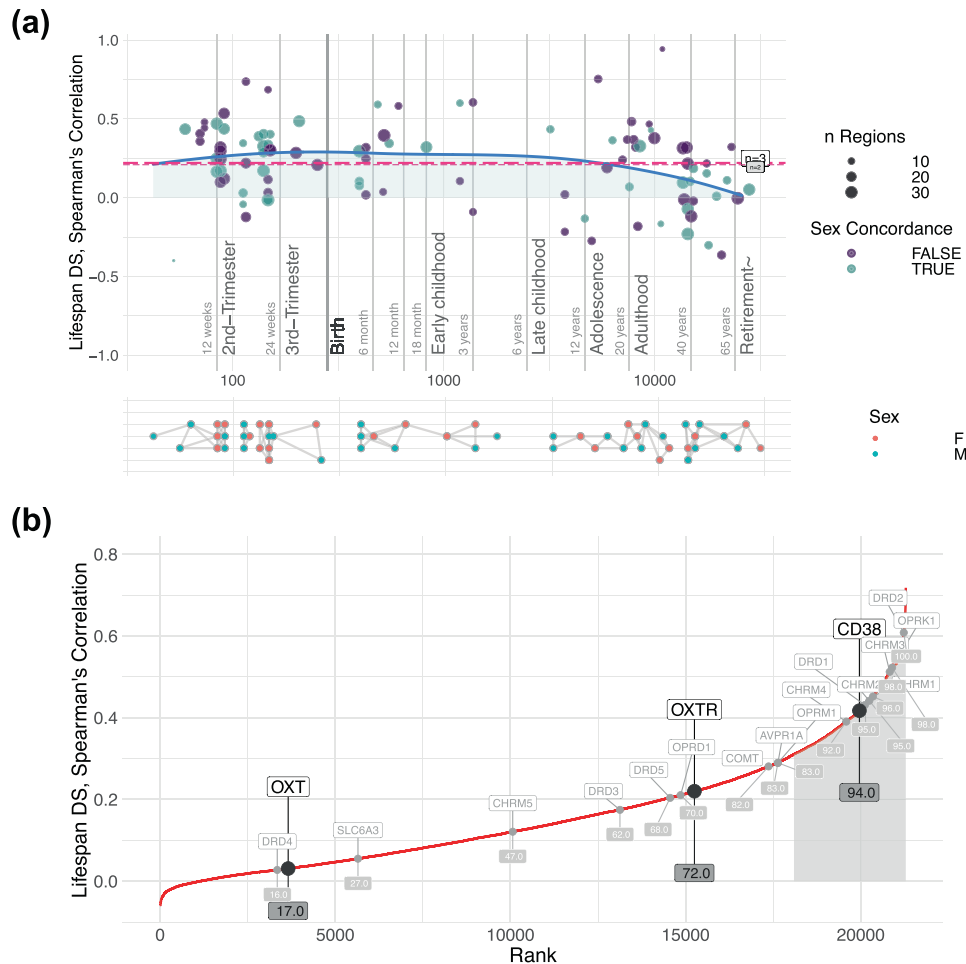 (a)
Lifespan DS, Spearman's Correlation
1.0
0.5
0.0
−0.5
−1.0
n=3
n=2
12 weeks
2nd−Trimester
24 weeks
3rd−Trimester
Birth
6 month
12 month
18 month
Early childhood
3 years
6 years
Late childhood
12 years
Adolescence
20 years
Adulthood
40 years
65 years
Retirement~
100
1000
10000
n Regions
10
20
30
Sex Concordance
FALSE
TRUE
Sex
F
M
(b)
Lifespan DS, Spearman's Correlation
0.8
0.6
0.4
0.2
0.0
DRD2
OPRK1
CD38
CHRM3
100.0
DRD1
CHRM2
HRM1
98.0
CHRM4
96.0
OXTR
OPRM1
95.0
98.0
AVPR1A
92.0
95.0
OPRD1
COMT
DRD5
83.0
OXT
DRD3
83.0
94.0
CHRM5
82.0
SLC6A3
70.0
DRD4
68.0
62.0
47.0
72.0
27.0
16.0
17.0
0
5000
10000
15000
20000
Rank